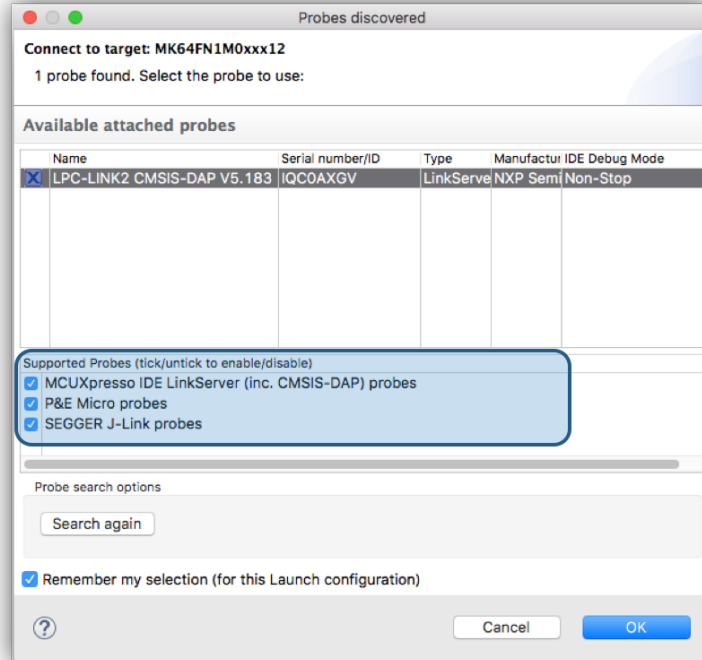 Probes discovered
Connect to target: MK64FN1M0xxx12
1 probe found. Select the probe to use:
Available attached probes
Name Serial number/ID Type Manufactur IDE Debug Mode
X LPC-LINK2 CMSIS-DAP V5.183 IQC0AXGV LinkServe NXP Semi Non-Stop
Supported Probes (tick/untick to enable/disable)
MCUXpresso IDE LinkServer (inc. CMSIS-DAP) probes
P&E Micro probes
SEGGER J-Link probes
Probe search options
Search again
Remember my selection (for this Launch configuration)
? Cancel OK